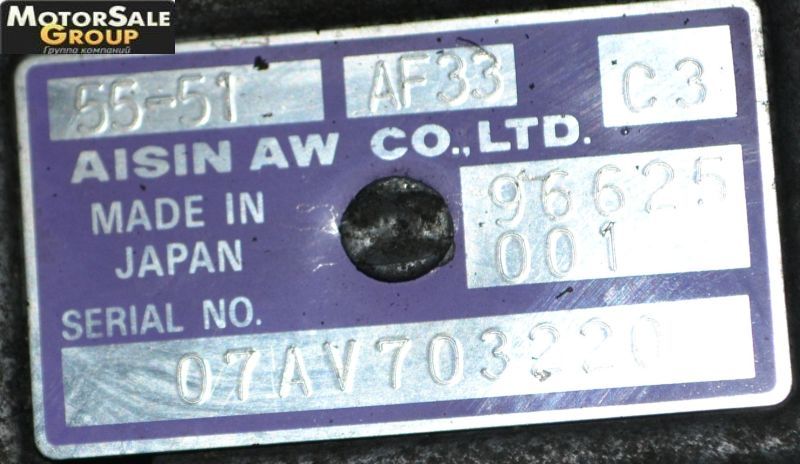 MOTORSALE
GROUP
Группа компаний
55-51 AF33 C3
AISIN AW CO.,LTD.
MADE IN
JAPAN
96625
001
SERIAL NO.
07AV703220